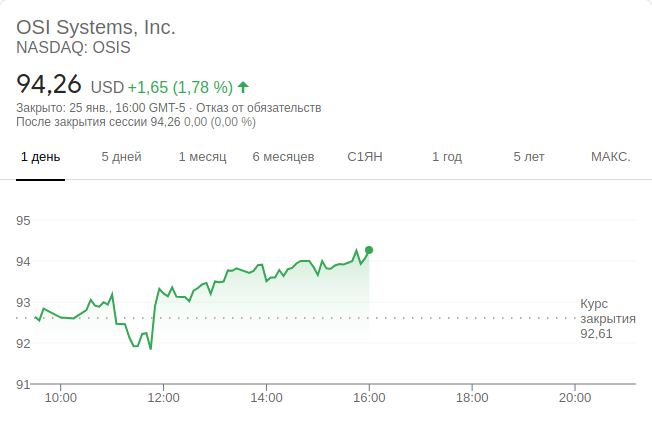 OSI Systems, Inc.
NASDAQ: OSIS
94,26 USD +1,65 (1,78 %)
Закрыто: 25 янв., 16:00 GMT-5 · Отказ от обязательств
После закрытия сессии 94,26 0,00 (0,00 %)
1 день 5 дней 1 месяц 6 месяцев С1ЯН 1 год 5 лет МАКС.
95
94
93
Курс
закрытия
92,61
92
91
10:00 12:00 14:00 16:00 18:00 20:00